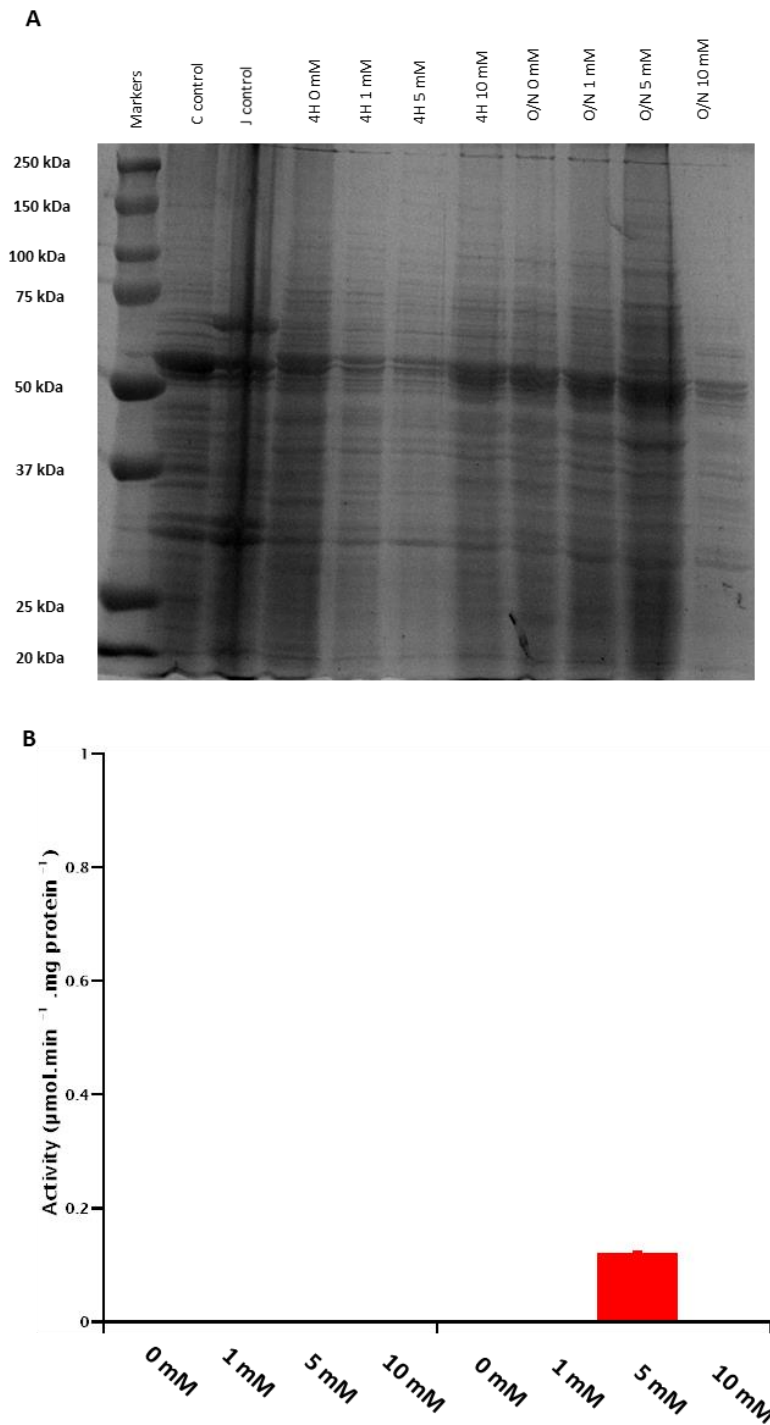 A
Markers
C control
J control
4H 0 mM
4H 1 mM
4H 5 mM
4H 10 mM
O/N 0 mM
O/N 1 mM
O/N 5 mM
O/N 10 mM
250 kDa
150 kDa
100 kDa
75 kDa
50 kDa
37 kDa
25 kDa
20 kDa
B
Activity (µmol.min⁻¹ .mg protein⁻¹)
1
0.8
0.6
0.4
0.2
0
0 mM
1 mM
5 mM
10 mM
0 mM
1 mM
5 mM
10 mM